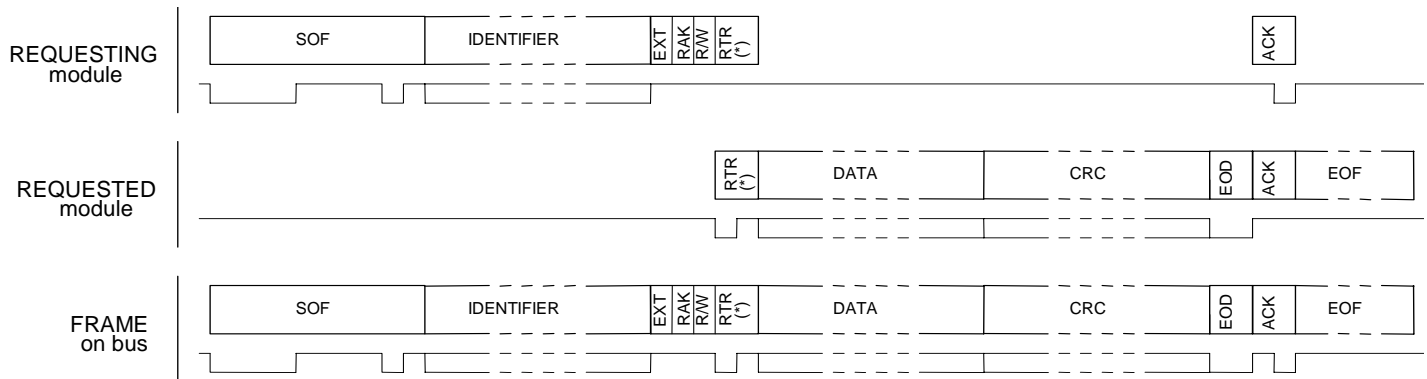 REQUESTING
module
SOF
IDENTIFIER
EXT
RAK
R/W
RTR
(*)
ACK
REQUESTED
module
RTR
(*)
DATA
CRC
EOD
ACK
EOF
FRAME
on bus
SOF
IDENTIFIER
EXT
RAK
R/W
RTR
(*)
DATA
CRC
EOD
ACK
EOF